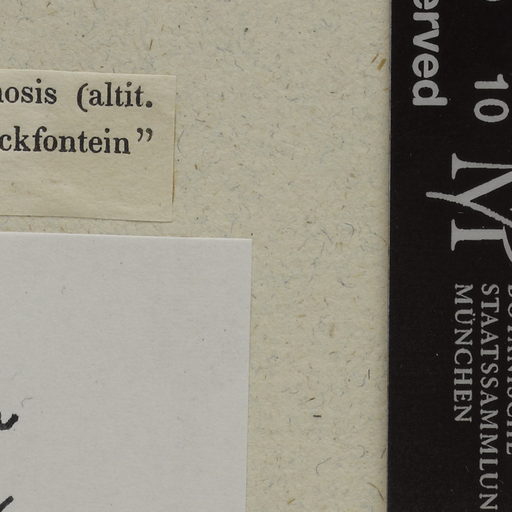 nosis (altit.
ckfontein”
erved
10
STAATSSAMMLUN
MÜNCHEN